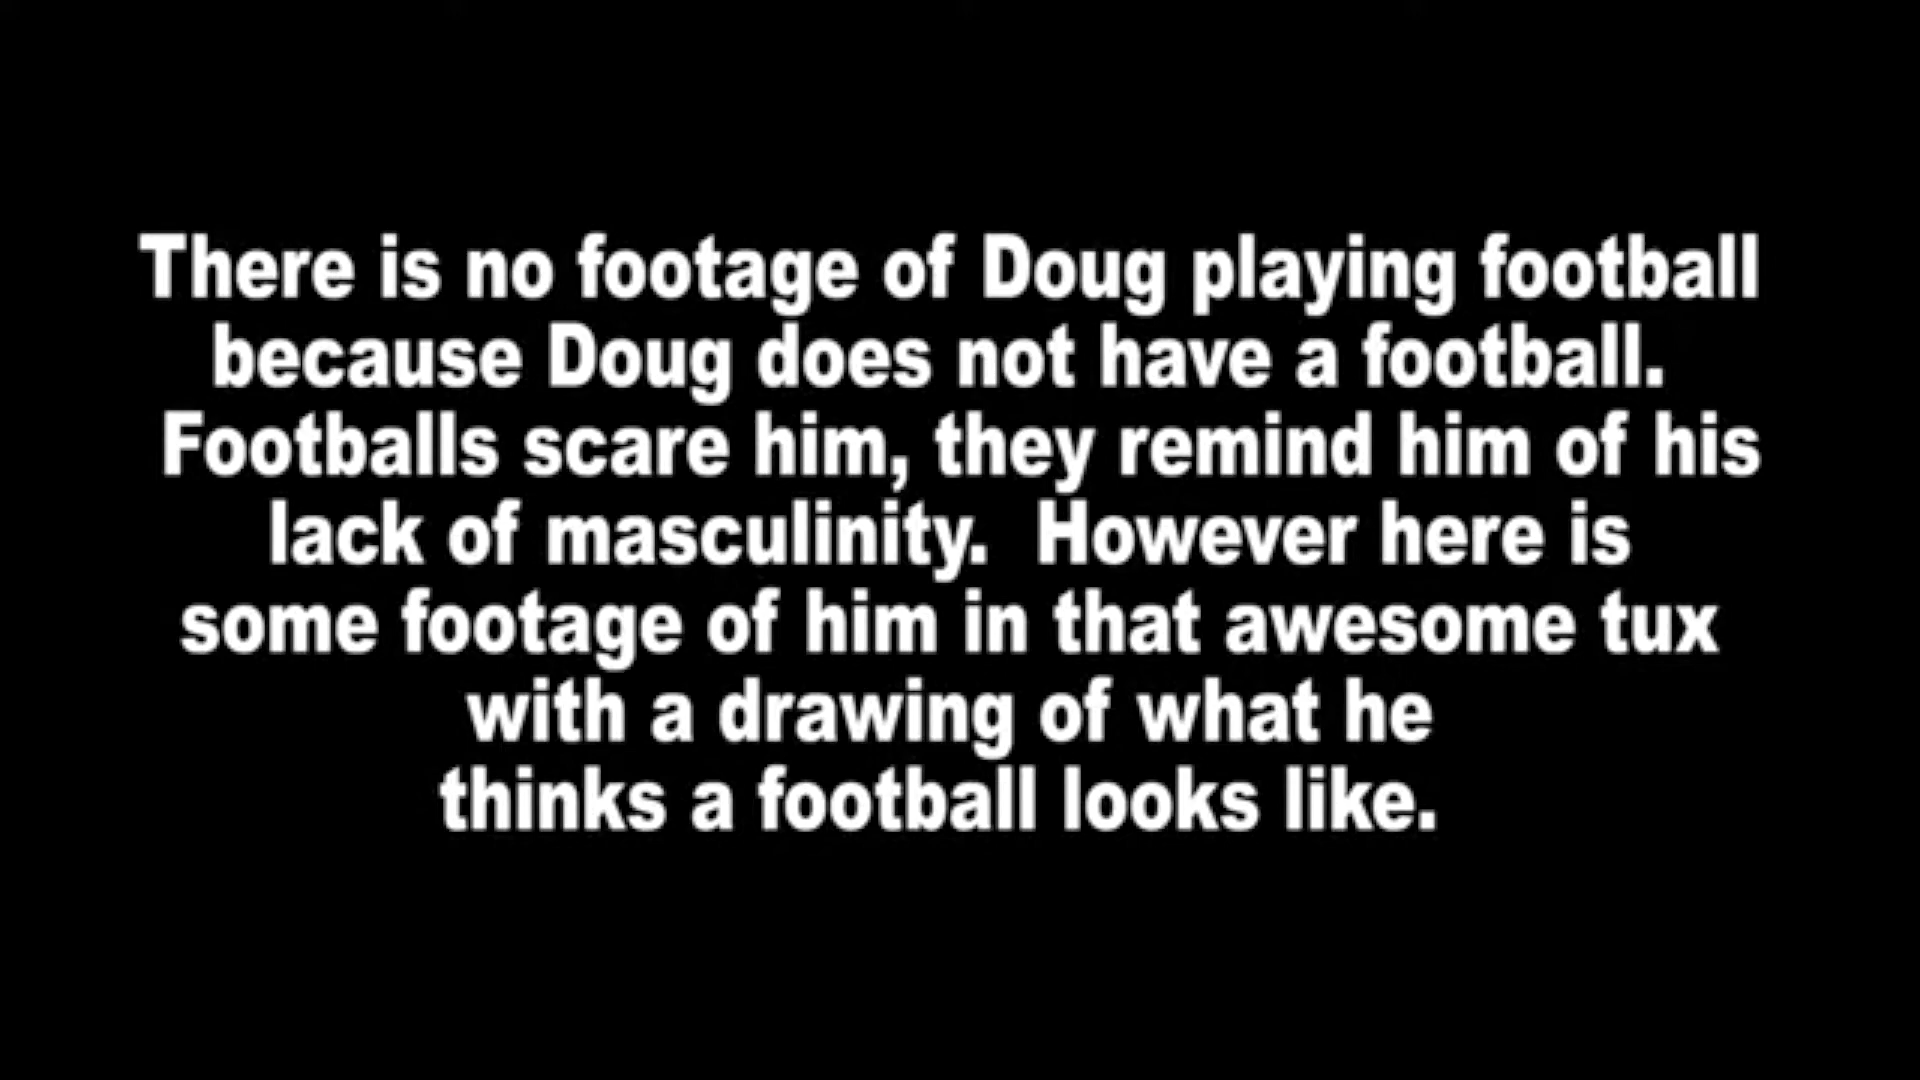 There is no footage of Doug playing football
because Doug does not have a football.
Footballs scare him, they remind him of his
lack of masculinity.  However here is
some footage of him in that awesome tux
with a drawing of what he
thinks a football looks like.